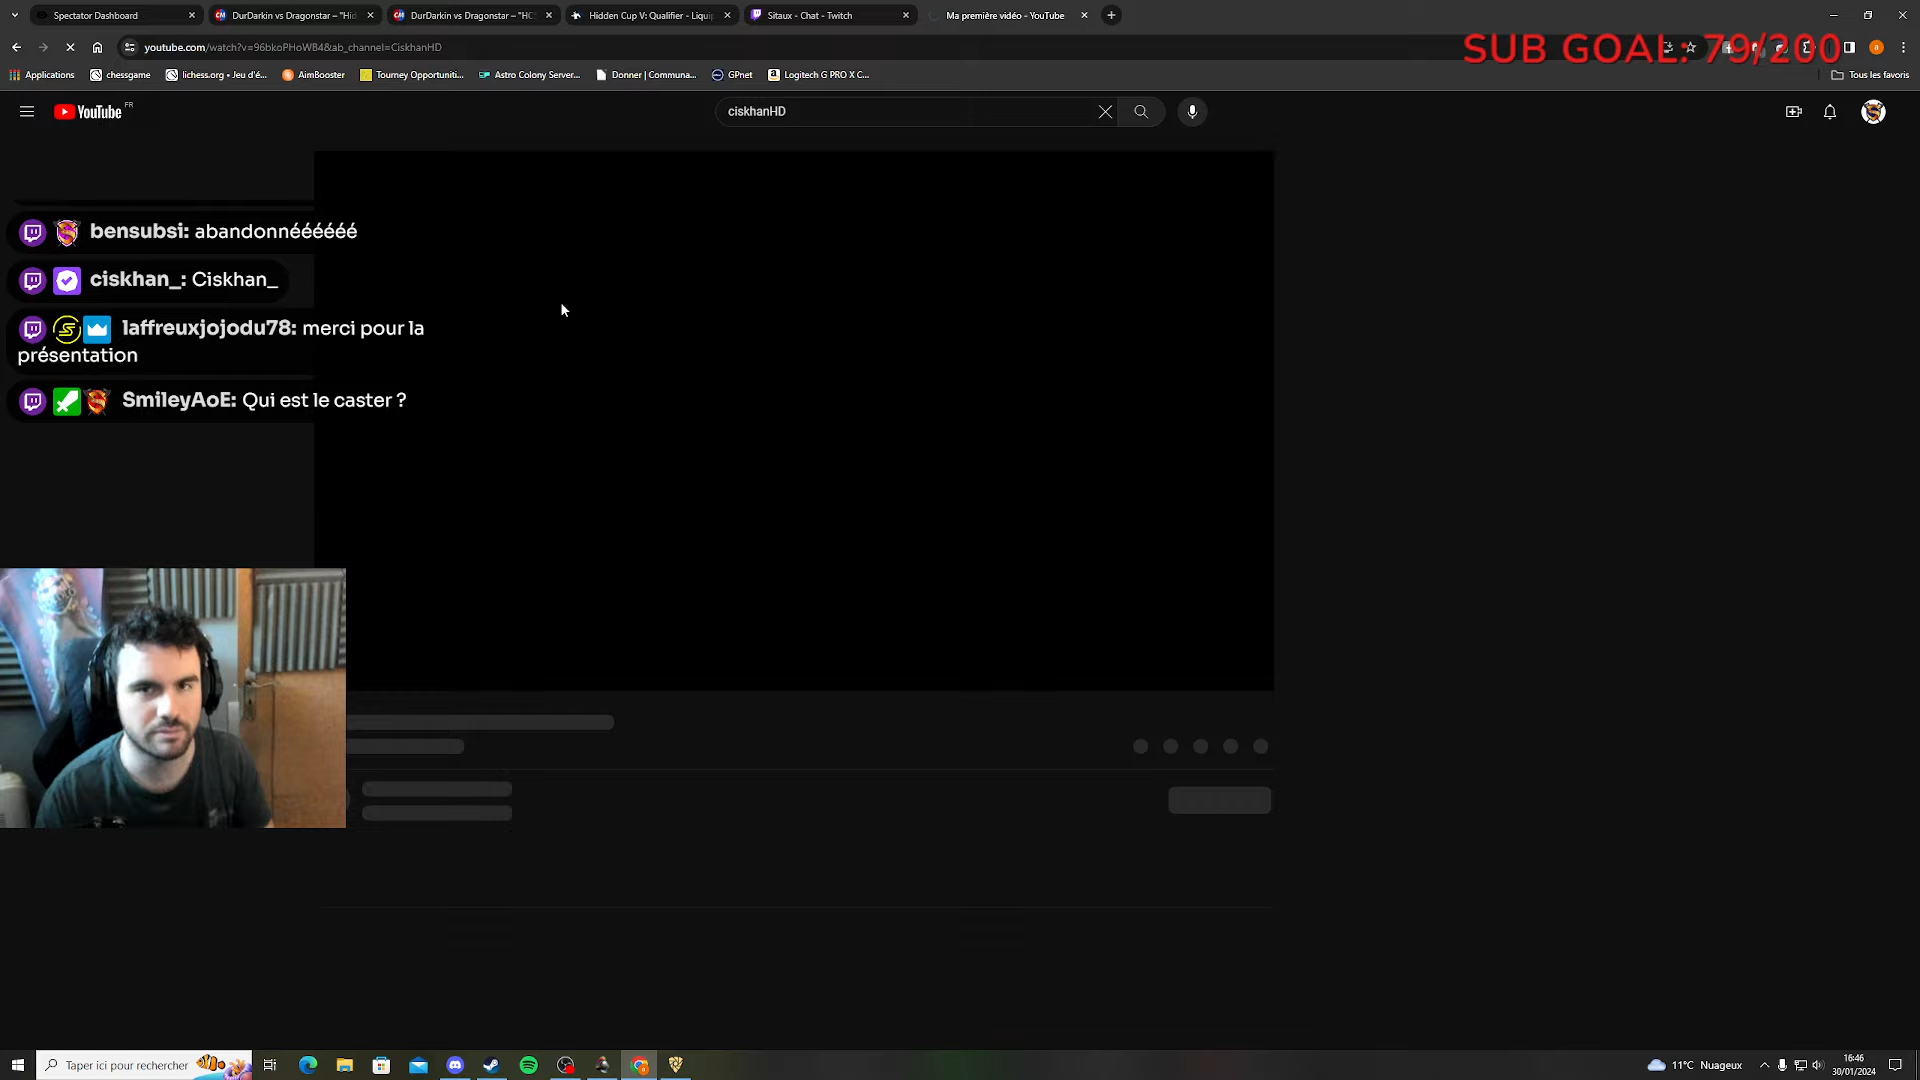 Spectator Dashboard
DurDarkin vs Dragonstar – "Hid
DurDarkin vs Dragonstar – "HC
Hidden Cup V: Qualifier - Liquip
Sitaux - Chat - Twitch
Ma première vidéo - YouTube
youtube.com/watch?v=96bkoPHoWB4&ab_channel=CiskhanHD
SUB GOAL: 79/200
Applications
chessgame
lichess.org • Jeu d'é...
AimBooster
Tourney Opportuniti...
Astro Colony Server...
Donner | Communa...
GPnet
Logitech G PRO X C...
Tous les favoris
YouTube FR
ciskhanHD
bensubsi: abandonnéééééé
ciskhan_: Ciskhan_
laffreuxjojodu78: merci pour la
présentation
SmileyAoE: Qui est le caster ?
Taper ici pour rechercher
11°C Nuageux
16:46
30/01/2024